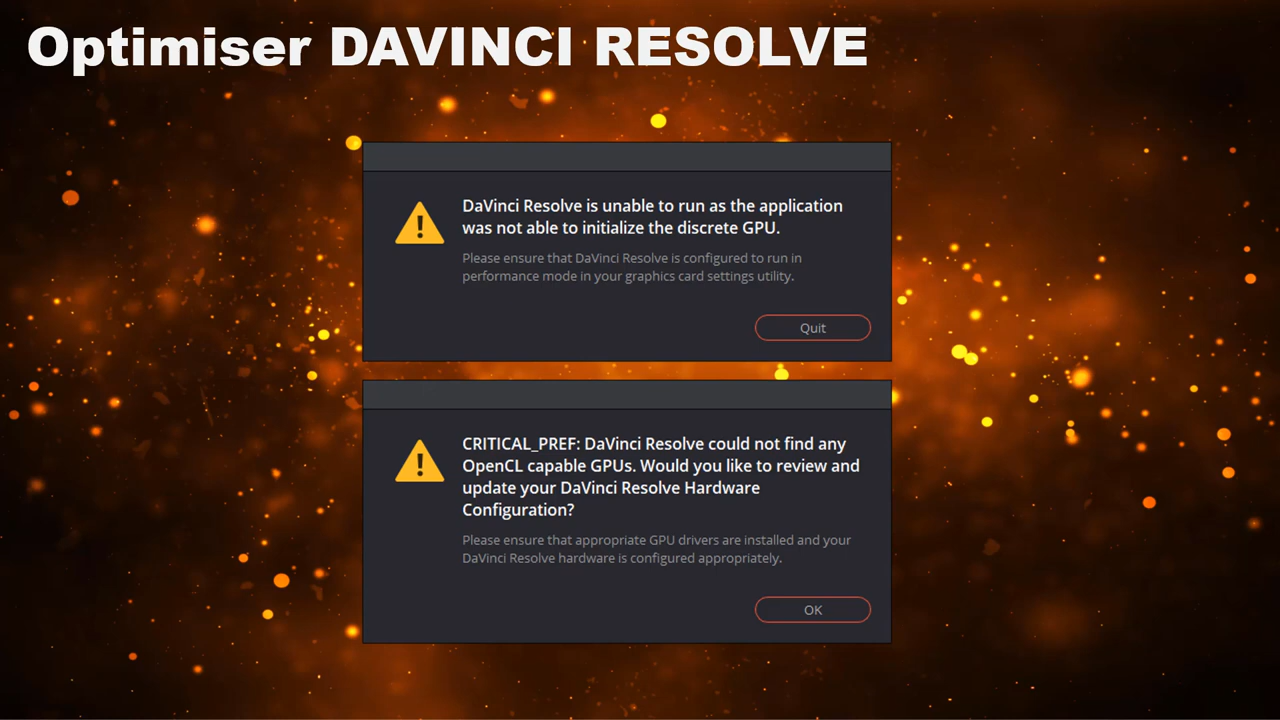 Optimiser DAVINCI RESOLVE
DaVinci Resolve is unable to run as the application
was not able to initialize the discrete GPU.
Please ensure that DaVinci Resolve is configured to run in
performance mode in your graphics card settings utility.
Quit
CRITICAL_PREF: DaVinci Resolve could not find any
OpenCL capable GPUs. Would you like to review and
update your DaVinci Resolve Hardware
Configuration?
Please ensure that appropriate GPU drivers are installed and your
DaVinci Resolve hardware is configured appropriately.
OK